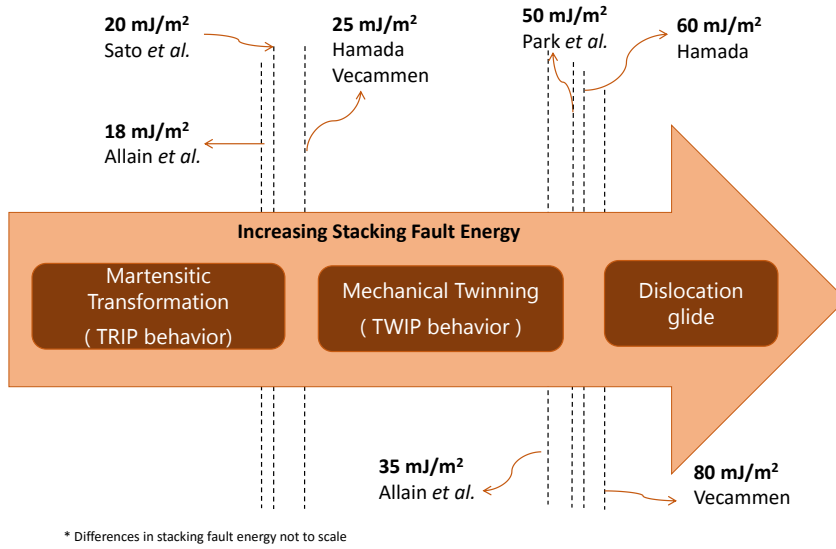 20 mJ/m²
Sato et al.
25 mJ/m²
Hamada
Vecammen
50 mJ/m²
Park et al.
60 mJ/m²
Hamada
18 mJ/m²
Allain et al.
Increasing Stacking Fault Energy
Martensitic
Transformation
( TRIP behavior)
Mechanical Twinning
( TWIP behavior )
Dislocation
glide
35 mJ/m²
Allain et al.
80 mJ/m²
Vecammen
* Differences in stacking fault energy not to scale